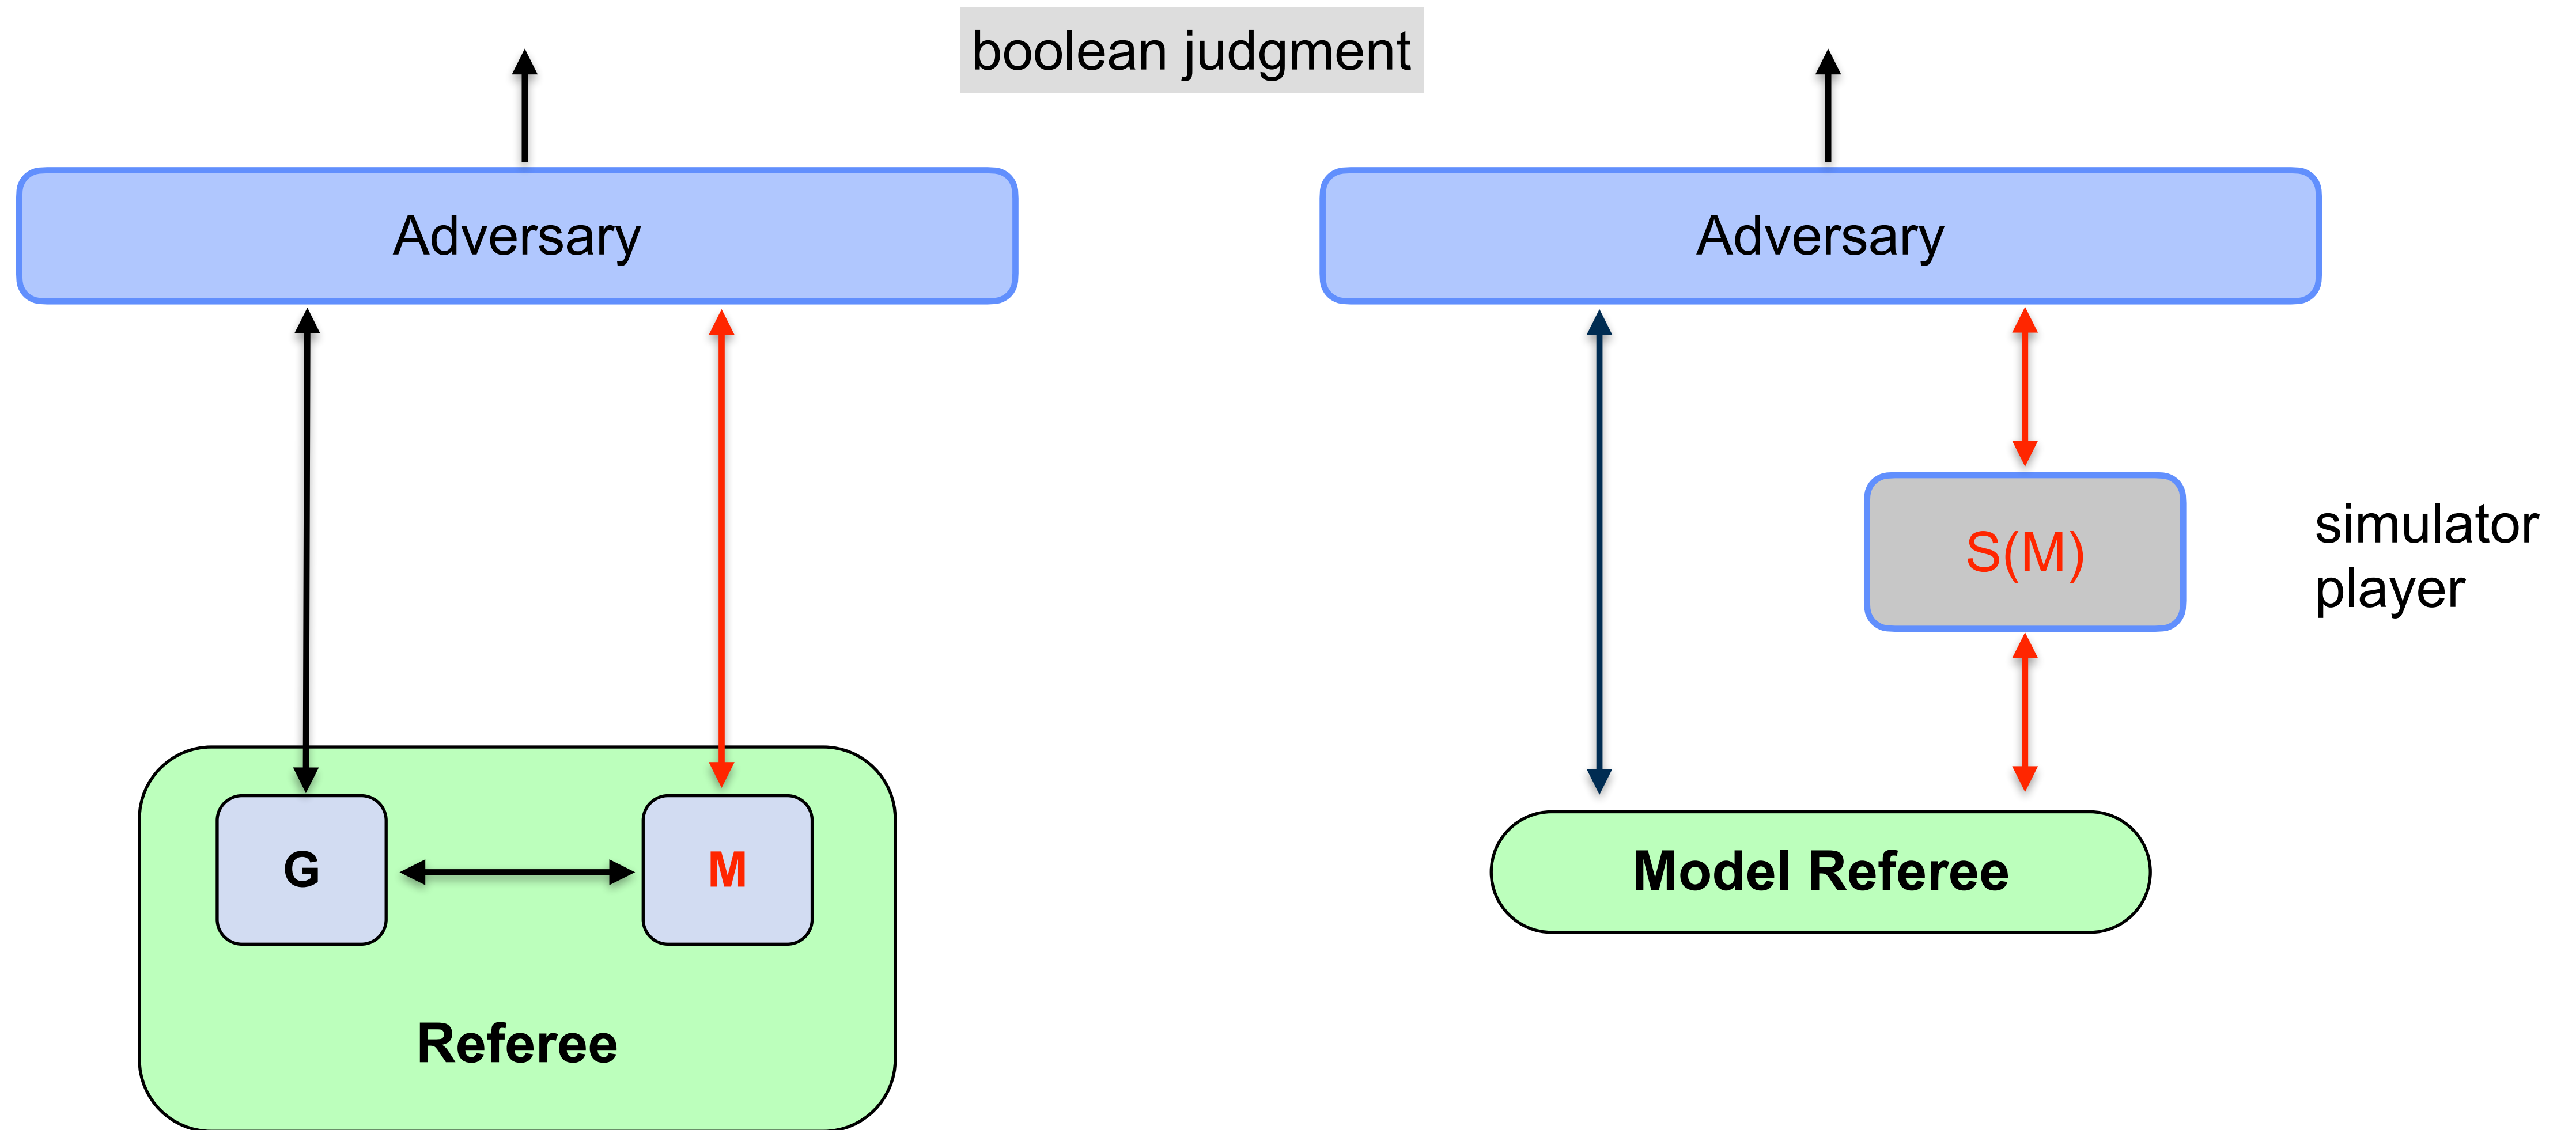 boolean judgment
Adversary
Adversary
simulator
player
S(M)
G
M
Model Referee
Referee